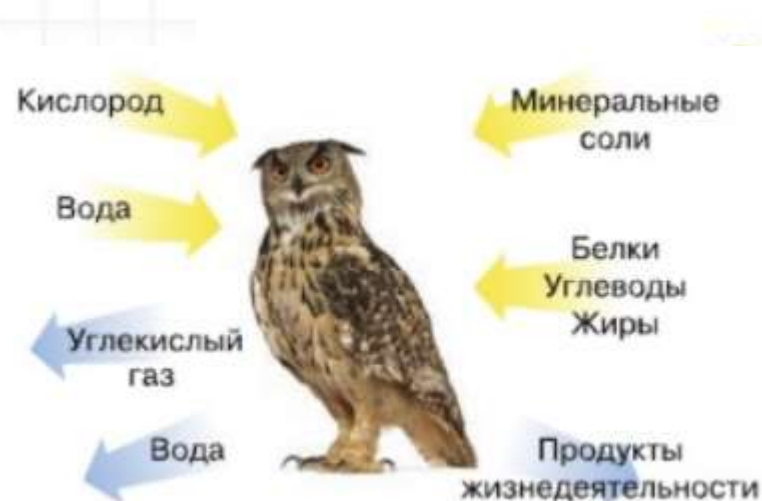 Кислород
Вода
Углекислый
газ
Вода
Минеральные
соли
Белки
Углеводы
Жиры
Продукты
жизнедеятельности